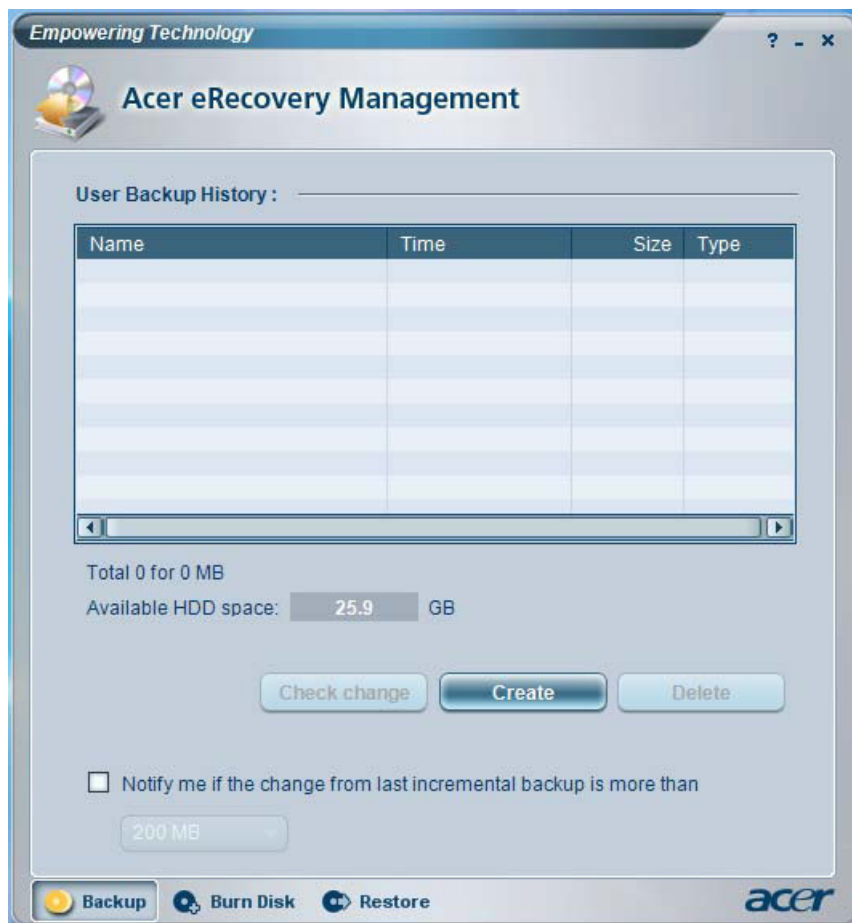 Empowering Technology
? - ×
Acer eRecovery Management
User Backup History :
Name Time Size Type
Total 0 for 0 MB
Available HDD space: 25.9 GB
Check change Create Delete
Notify me if the change from last incremental backup is more than
200 MB
Backup Burn Disk Restore acer